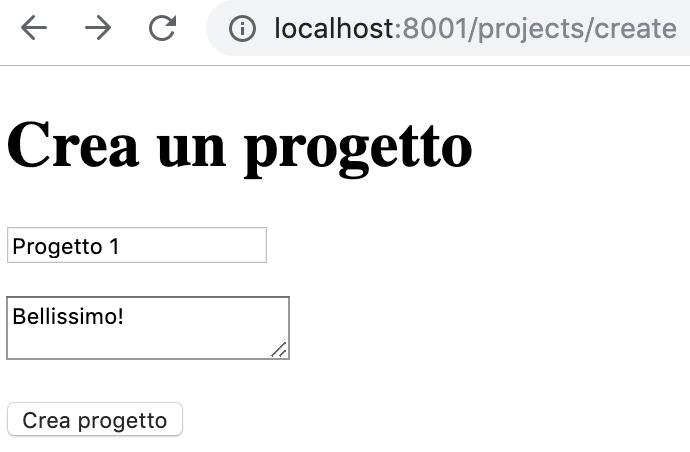 localhost:8001/projects/create
Crea un progetto
Progetto 1
Bellissimo!
Crea progetto